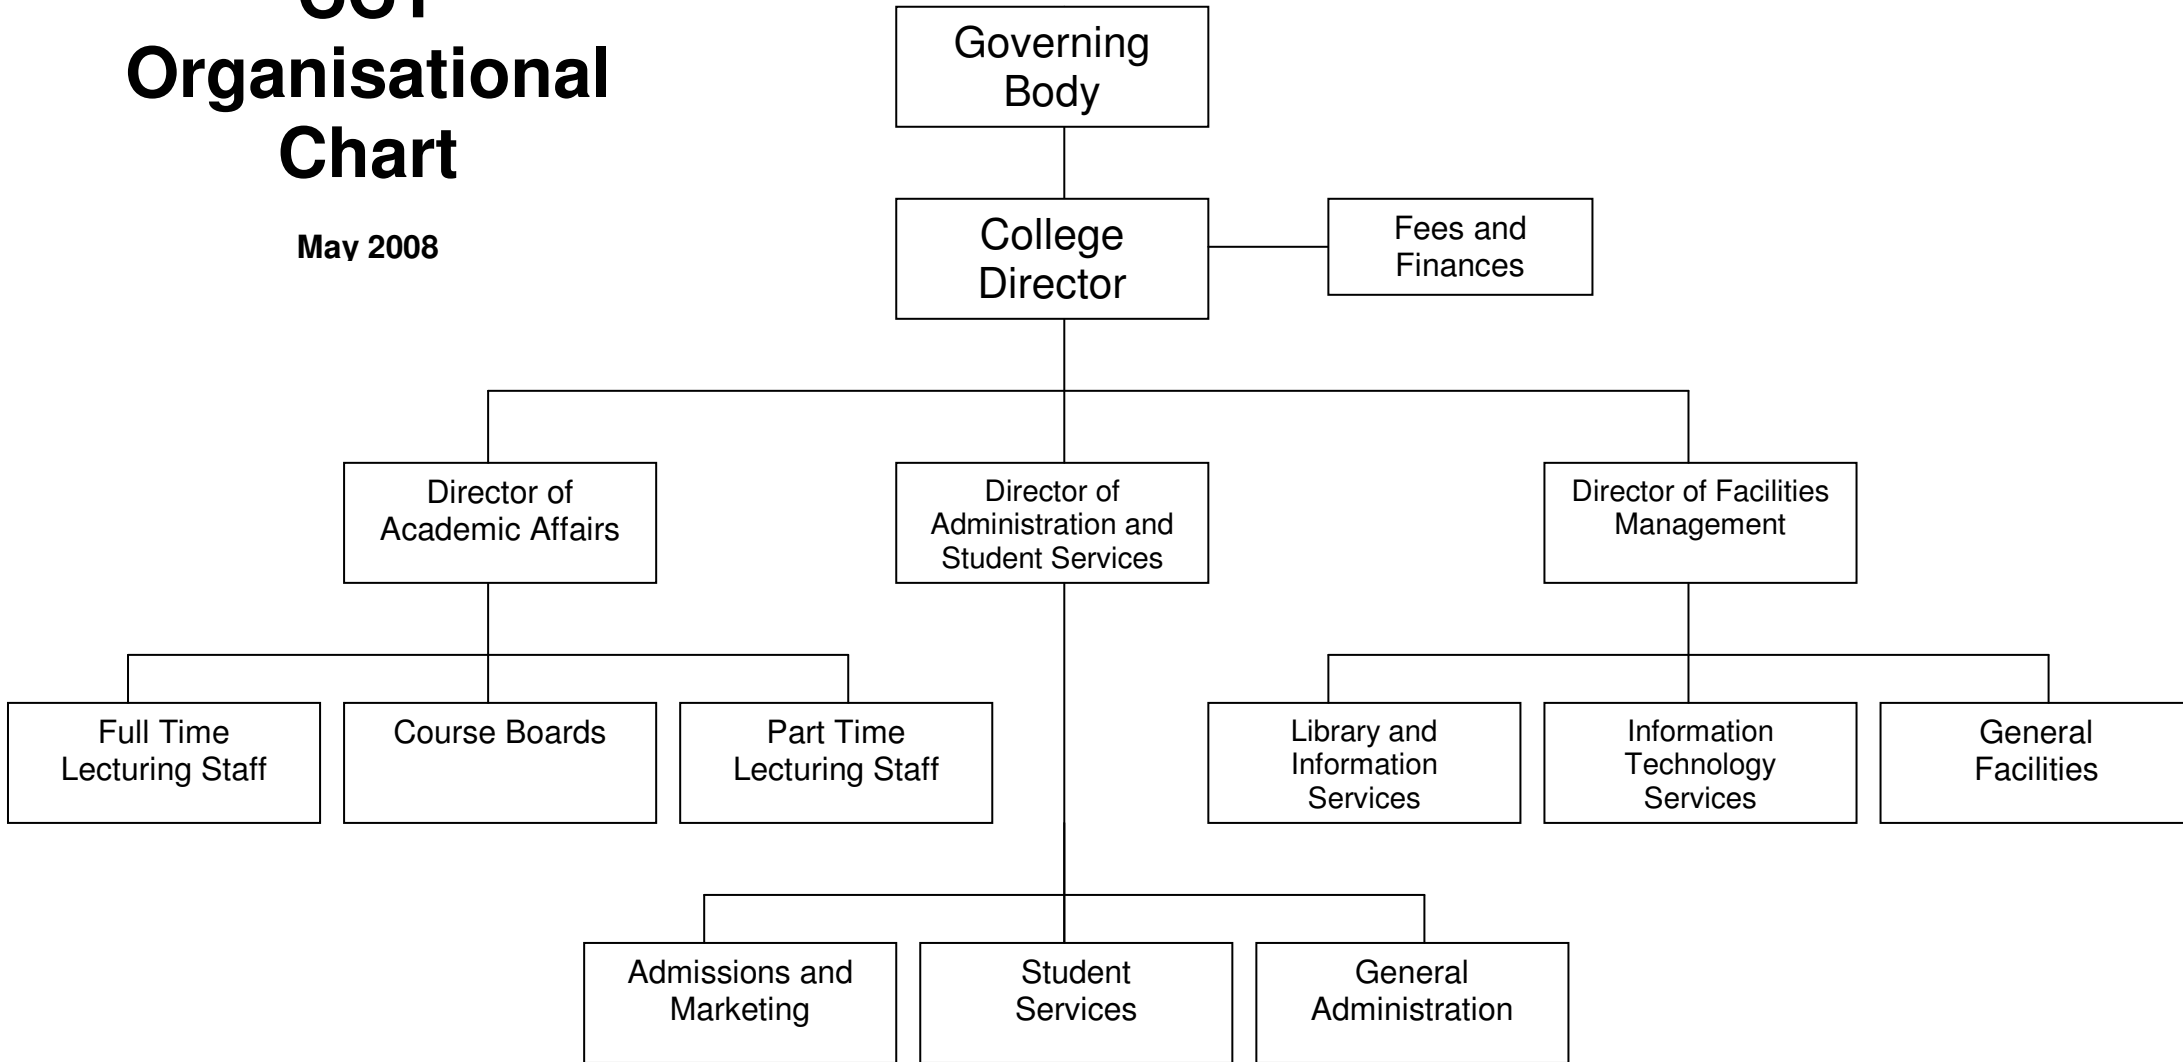 Organisational
Chart
May 2008
Governing
Body
College
Director
Fees and
Finances
Director of
Academic Affairs
Director of
Administration and
Student Services
Director of Facilities
Management
Full Time
Lecturing Staff
Course Boards
Part Time
Lecturing Staff
Library and
Information
Services
Information
Technology
Services
General
Facilities
Admissions and
Marketing
Student
Services
General
Administration